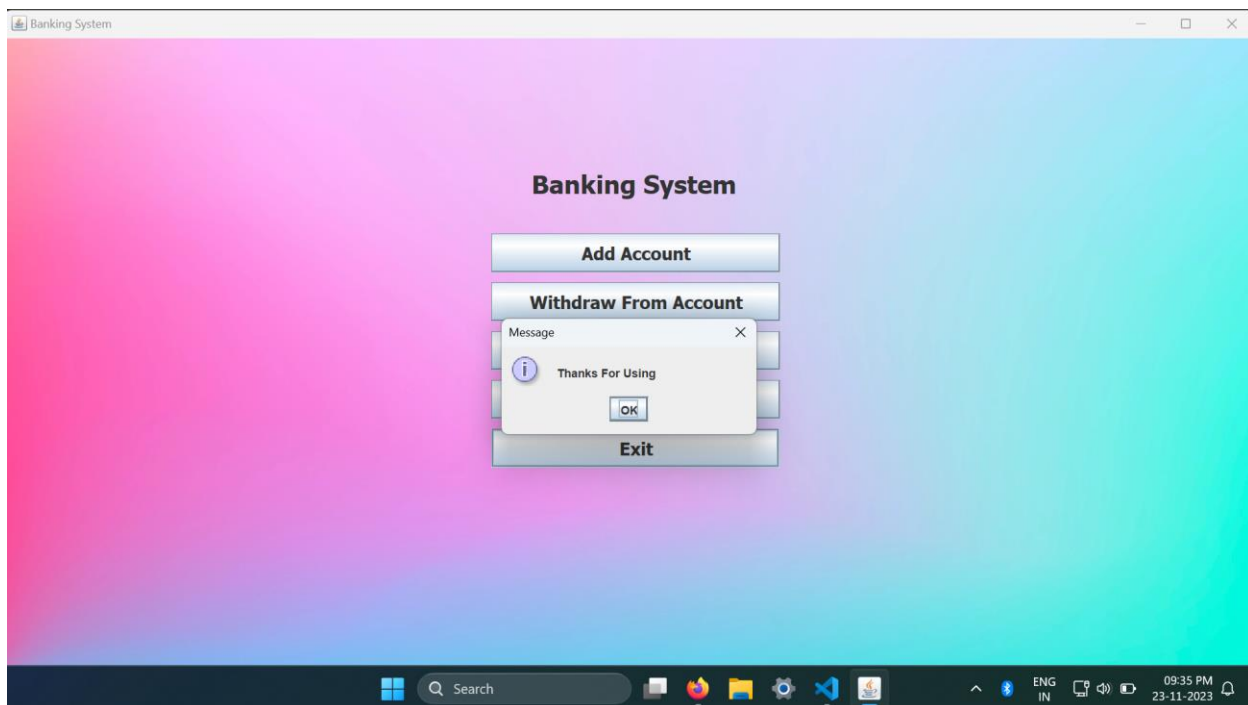 Banking System
Banking System
Add Account
Withdraw From Account
Message
Thanks For Using
OK
Exit
Search
ENG
IN
09:35 PM
23-11-2023